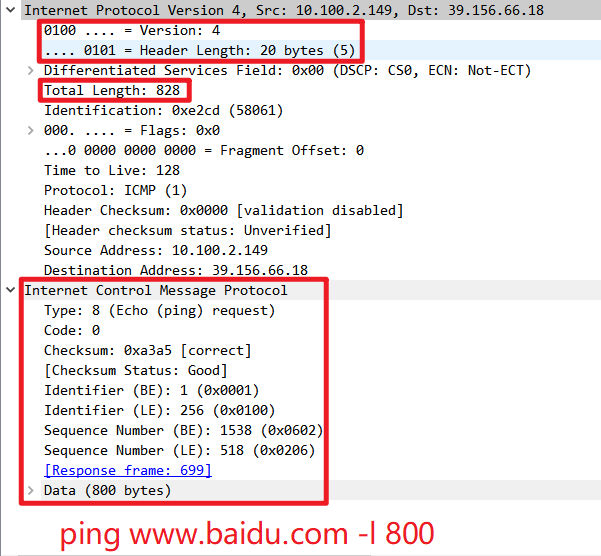 Internet Protocol Version 4, Src: 10.100.2.149, Dst: 39.156.66.18
0100 .... = Version: 4
.... 0101 = Header Length: 20 bytes (5)
Differentiated Services Field: 0x00 (DSCP: CS0, ECN: Not-ECT)
Total Length: 828
Identification: 0xe2cd (58061)
000. .... = Flags: 0x0
...0 0000 0000 0000 = Fragment Offset: 0
Time to Live: 128
Protocol: ICMP (1)
Header Checksum: 0x0000 [validation disabled]
[Header checksum status: Unverified]
Source Address: 10.100.2.149
Destination Address: 39.156.66.18
Internet Control Message Protocol
Type: 8 (Echo (ping) request)
Code: 0
Checksum: 0xa3a5 [correct]
[Checksum Status: Good]
Identifier (BE): 1 (0x0001)
Identifier (LE): 256 (0x0100)
Sequence Number (BE): 1538 (0x0602)
Sequence Number (LE): 518 (0x0206)
[Response frame: 699]
Data (800 bytes)
ping www.baidu.com -l 800